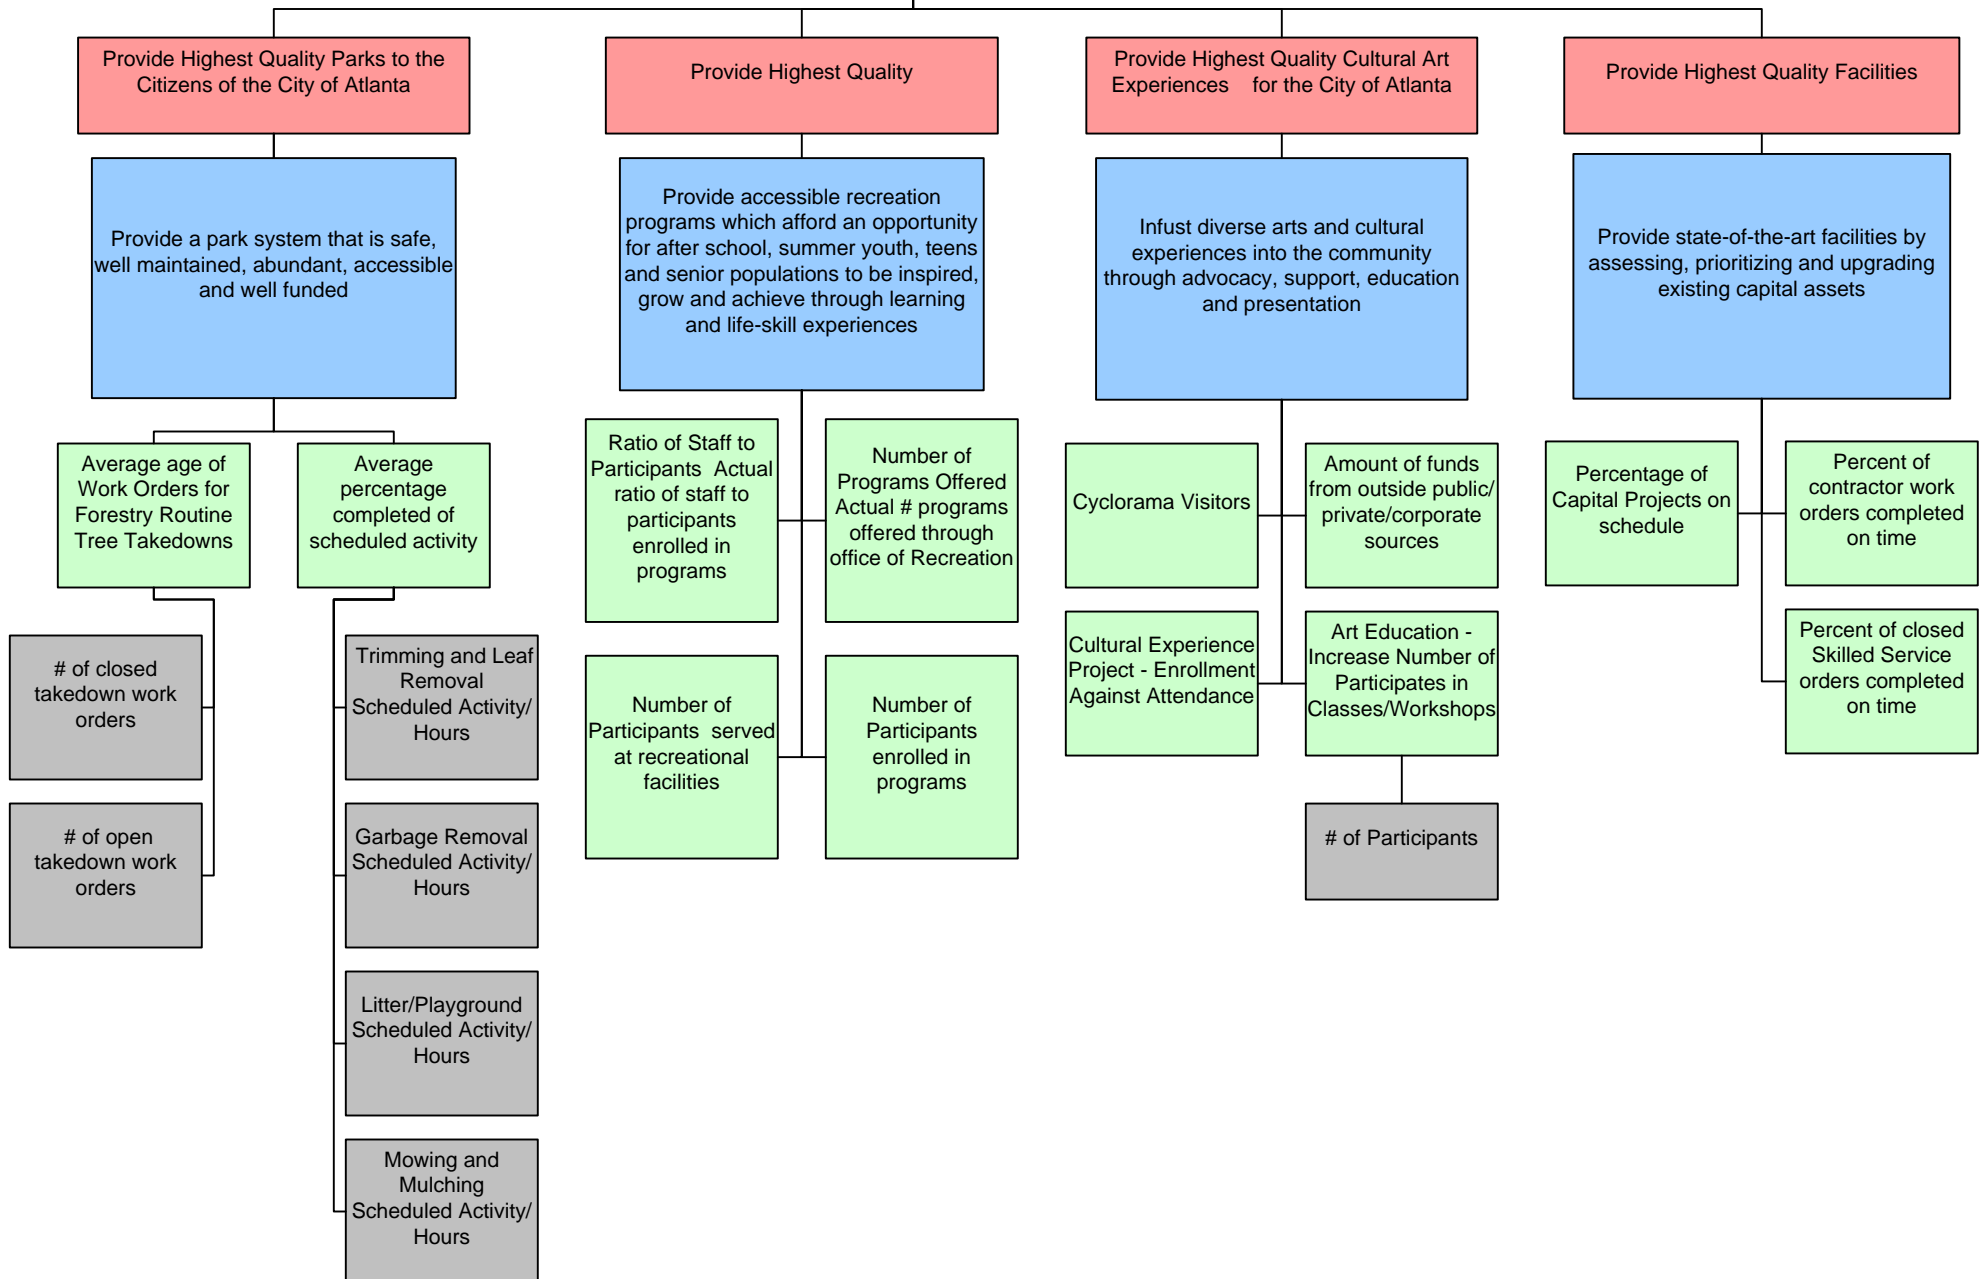 Provide Highest Quality Parks to the
Citizens of the City of Atlanta
Provide Highest Quality
Provide Highest Quality Cultural Art
Experiences for the City of Atlanta
Provide Highest Quality Facilities
Provide a park system that is safe,
well maintained, abundant, accessible
and well funded
Provide accessible recreation
programs which afford an opportunity
for after school, summer youth, teens
and senior populations to be inspired,
grow and achieve through learning
and life-skill experiences
Infust diverse arts and cultural
experiences into the community
through advocacy, support, education
and presentation
Provide state-of-the-art facilities by
assessing, prioritizing and upgrading
existing capital assets
Average age of
Work Orders for
Forestry Routine
Tree Takedowns
Average
percentage
completed of
scheduled activity
Ratio of Staff to
Participants Actual
ratio of staff to
participants
enrolled in
programs
Number of
Programs Offered
Actual # programs
offered through
office of Recreation
Cyclorama Visitors
Amount of funds
from outside public/
private/corporate
sources
Percentage of
Capital Projects on
schedule
Percent of
contractor work
orders completed
on time
# of closed
takedown work
orders
Trimming and Leaf
Removal
Scheduled Activity/
Hours
Number of
Participants served
at recreational
facilities
Number of
Participants
enrolled in
programs
Cultural Experience
Project - Enrollment
Against Attendance
Art Education -
Increase Number of
Participates in
Classes/Workshops
Percent of closed
Skilled Service
orders completed
on time
# of open
takedown work
orders
Garbage Removal
Scheduled Activity/
Hours
# of Participants
Litter/Playground
Scheduled Activity/
Hours
Mowing and
Mulching
Scheduled Activity/
Hours